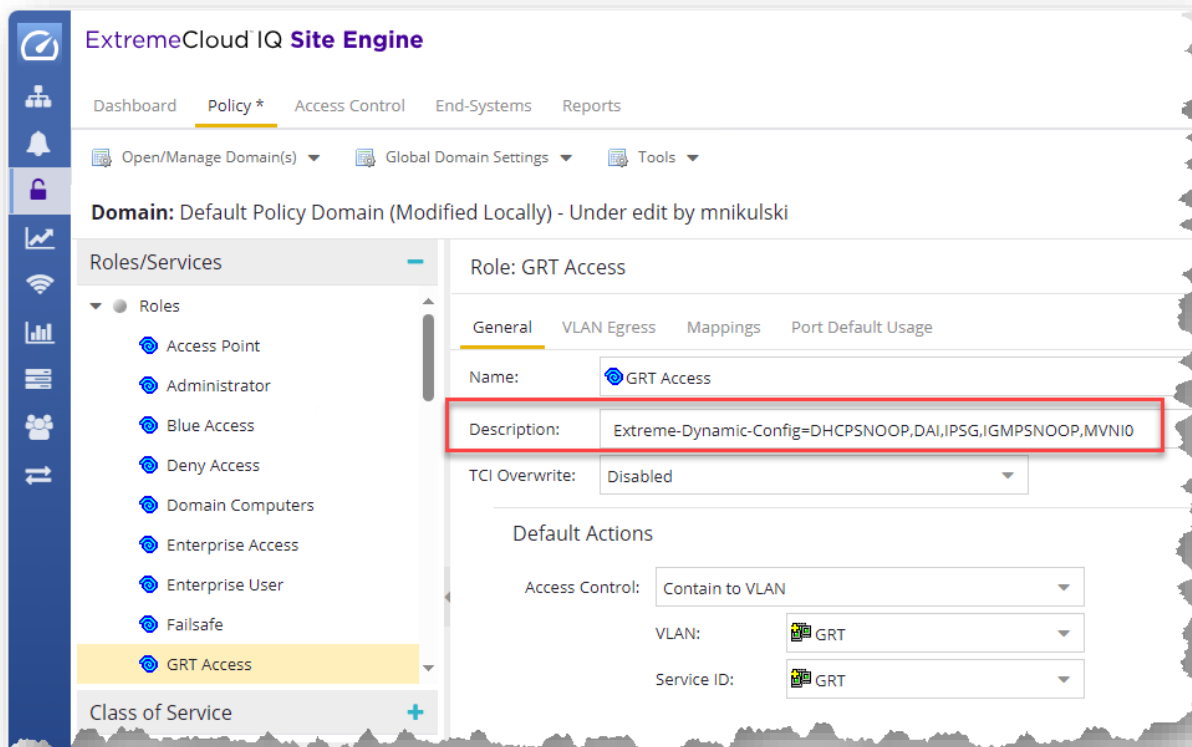 ExtremeCloud IQ Site Engine
Dashboard Policy * Access Control End-Systems Reports
Open/Manage Domain(s) Global Domain Settings Tools
Domain: Default Policy Domain (Modified Locally) - Under edit by mnikulski
Roles/Services
Roles
Access Point
Administrator
Blue Access
Deny Access
Domain Computers
Enterprise Access
Enterprise User
Failsafe
GRT Access
Class of Service
Role: GRT Access
General VLAN Egress Mappings Port Default Usage
Name: GRT Access
Description: Extreme-Dynamic-Config=DHCPSNOOP,DAI,IPSG,IGMPSNOOP,MVNI0
TCI Overwrite: Disabled
Default Actions
Access Control: Contain to VLAN
VLAN: GRT
Service ID: GRT